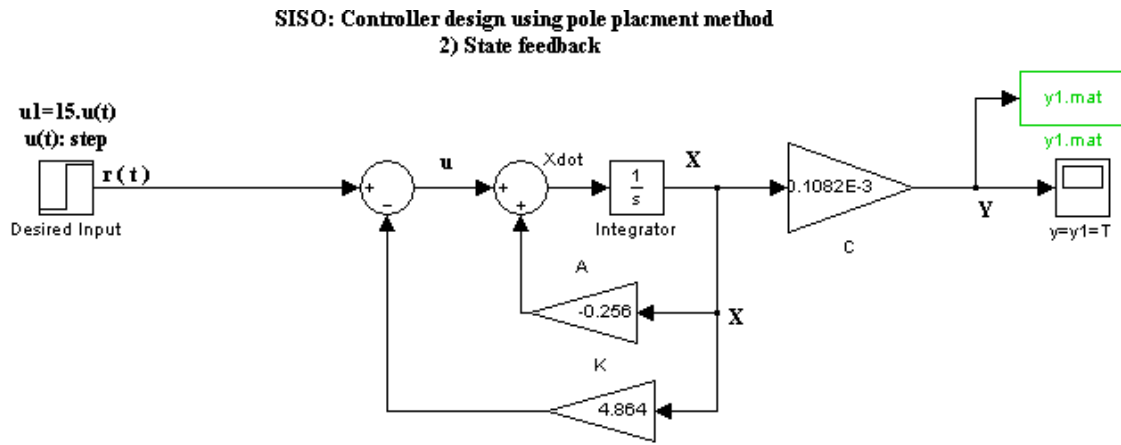 SISO: Controller design using pole placment method
2) State feedback
u1=15.u(t)
u(t): step
r(t)
Desired Input
+
−
u
+
+
Xdot
1
s
Integrator
X
0.1082E-3
C
y1.mat
y1.mat
Y
y=y1=T
A
-0.256
X
K
4.864